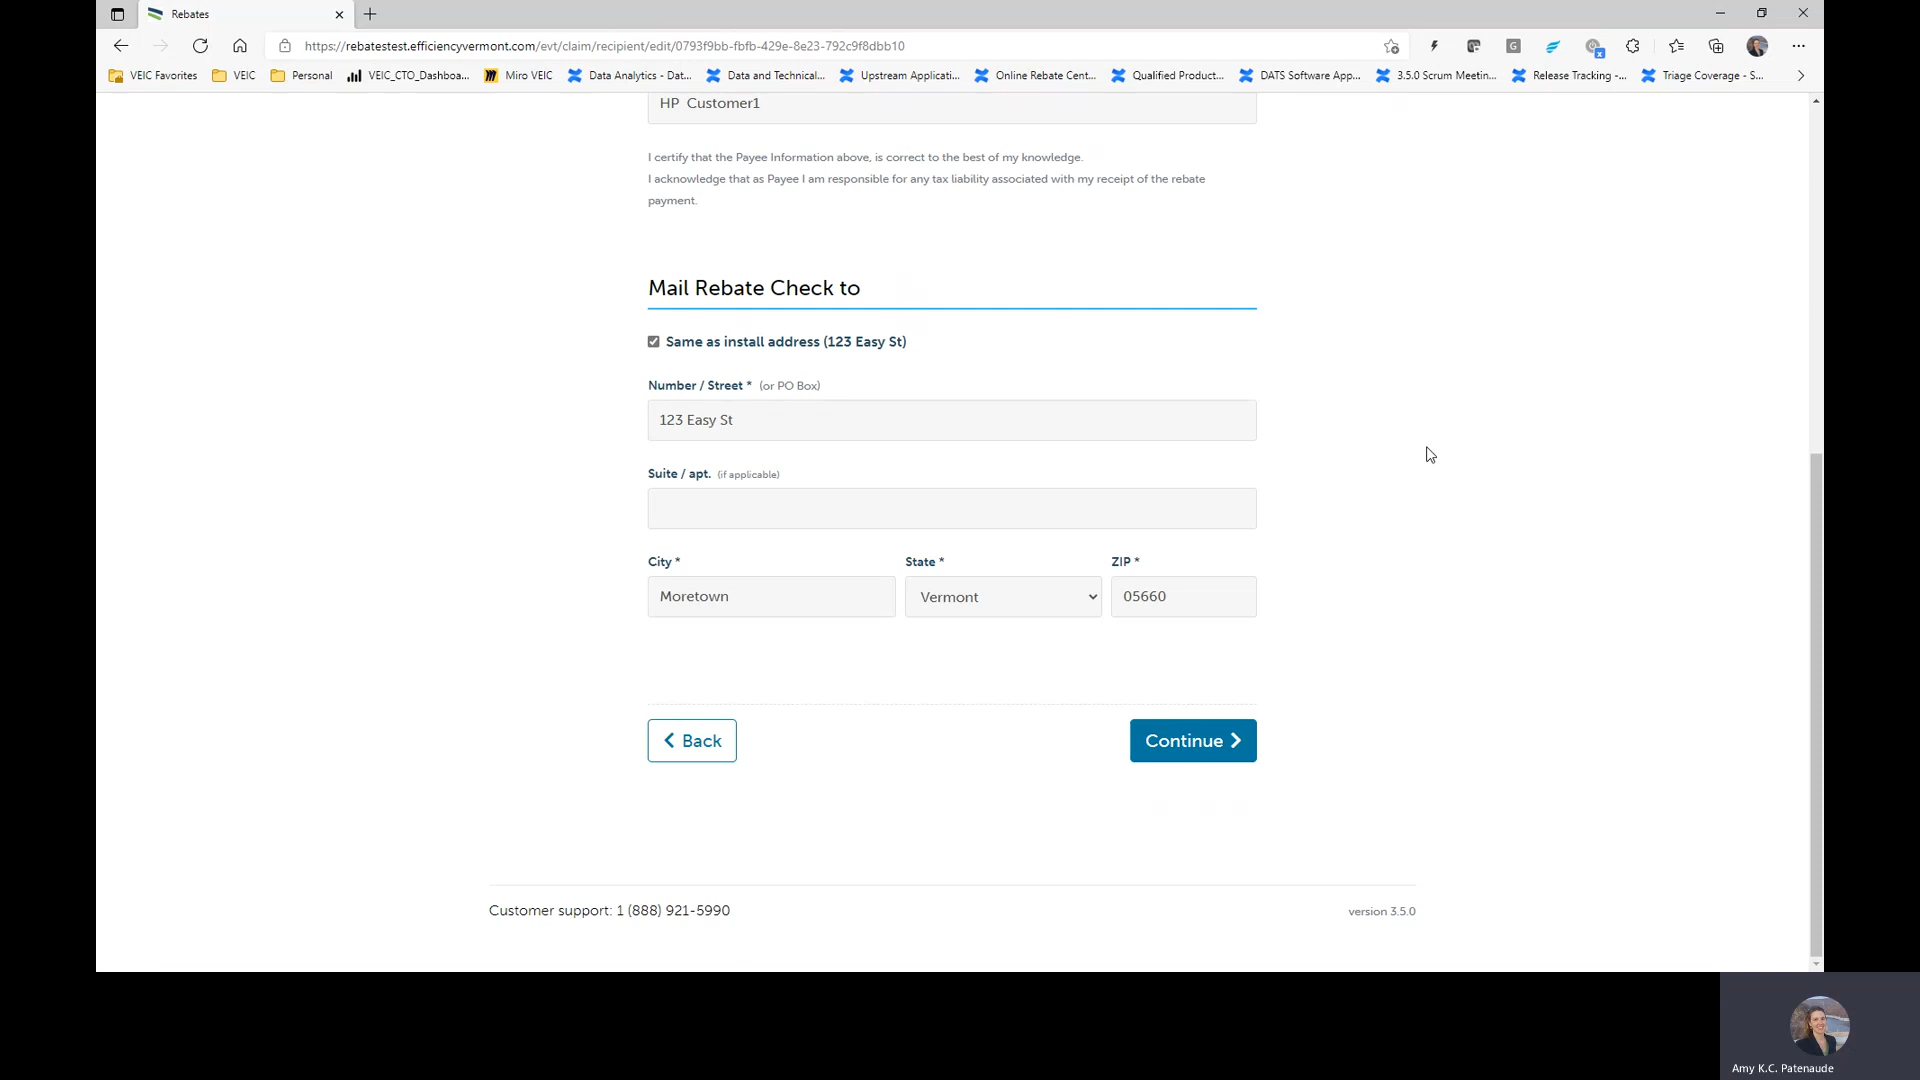 Rebates
https://rebatestest.efficiencyvermont.com/evt/claim/recipient/edit/0793f9bb-fbfb-429e-8e23-792c9f8dbb10
VEIC Favorites VEIC Personal VEIC_CTO_Dashboa... Miro VEIC Data Analytics - Dat... Data and Technical... Upstream Applicati... Online Rebate Cent... Qualified Product... DATS Software App... 3.5.0 Scrum Meetin... Release Tracking -... Triage Coverage - S...
HP Customer1
I certify that the Payee Information above, is correct to the best of my knowledge.
I acknowledge that as Payee I am responsible for any tax liability associated with my receipt of the rebate
payment.
Mail Rebate Check to
Same as install address (123 Easy St)
Number / Street * (or PO Box)
123 Easy St
Suite / apt. (if applicable)
City * State * ZIP *
Moretown Vermont 05660
Back Continue
Customer support: 1 (888) 921-5990 version 3.5.0
Amy K.C. Patenaude